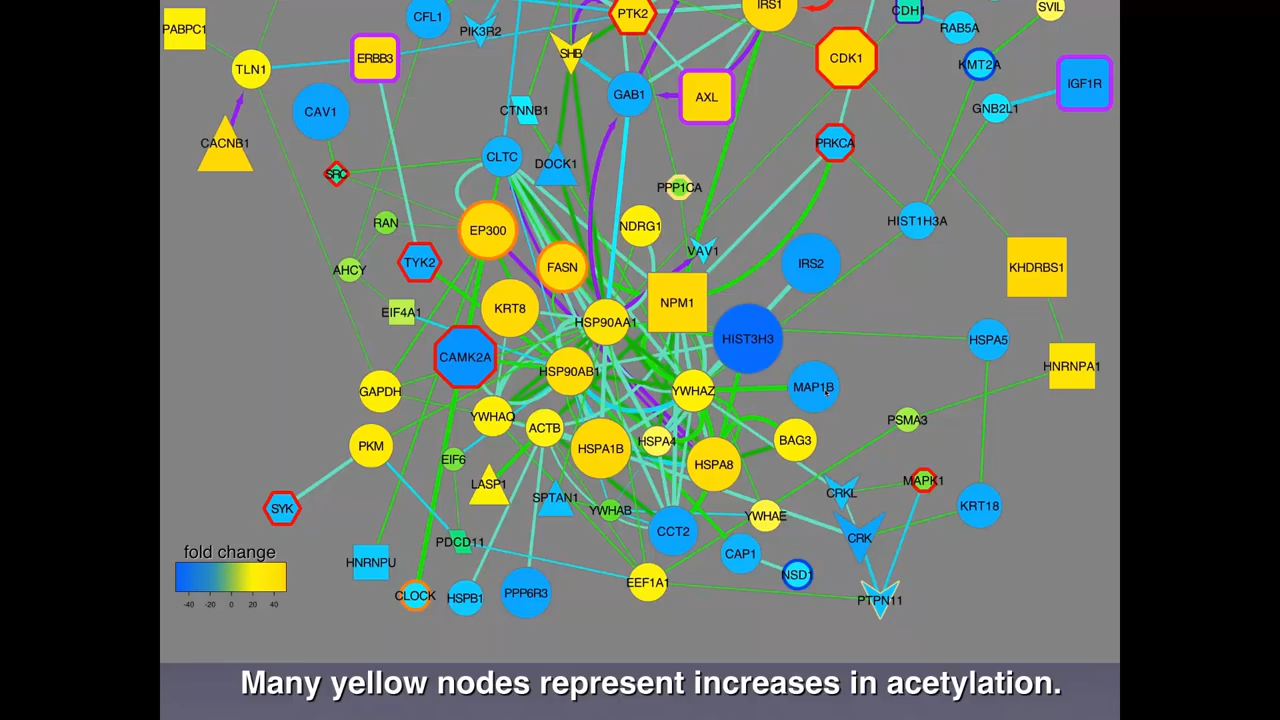 CDH1
IRS1
SVIL
PTK2
CFL1
PABPC1
RAB5A
PIK3R2
SHB
ERBB3
CDK1
KMT2A
TLN1
IGF1R
GAB1
AXL
GNB2L1
CTNNB1
CAV1
CACNB1
PRKCA
CLTC
DOCK1
SRC
PPP1CA
HIST1H3A
RAN
NDRG1
EP300
VAV1
TYK2
IRS2
KHDRBS1
FASN
AHCY
NPM1
KRT8
EIF4A1
HSP90AA1
HIST3H3
HSPA5
CAMK2A
HNRNPA1
HSP90AB1
MAP1B
GAPDH
YWHAZ
YWHAQ
PSMA3
ACTB
BAG3
HSPA4
PKM
HSPA1B
EIF6
HSPA8
MAPK1
LASP1
CRKL
SPTAN1
KRT18
SYK
YWHAB
YWHAE
CCT2
CRK
PDCD11
fold change
CAP1
HNRNPU
NSD1
EEF1A1
CLOCK
HSPB1
PPP6R3
PTPN11
-40 -20 0 20 40
Many yellow nodes represent increases in acetylation.